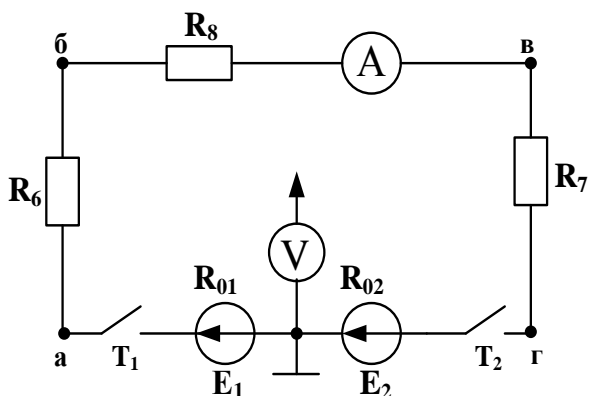 б R₈ A в
R₆ R₇
V
R₀₁ R₀₂
а T₁ E₁ E₂ T₂ г